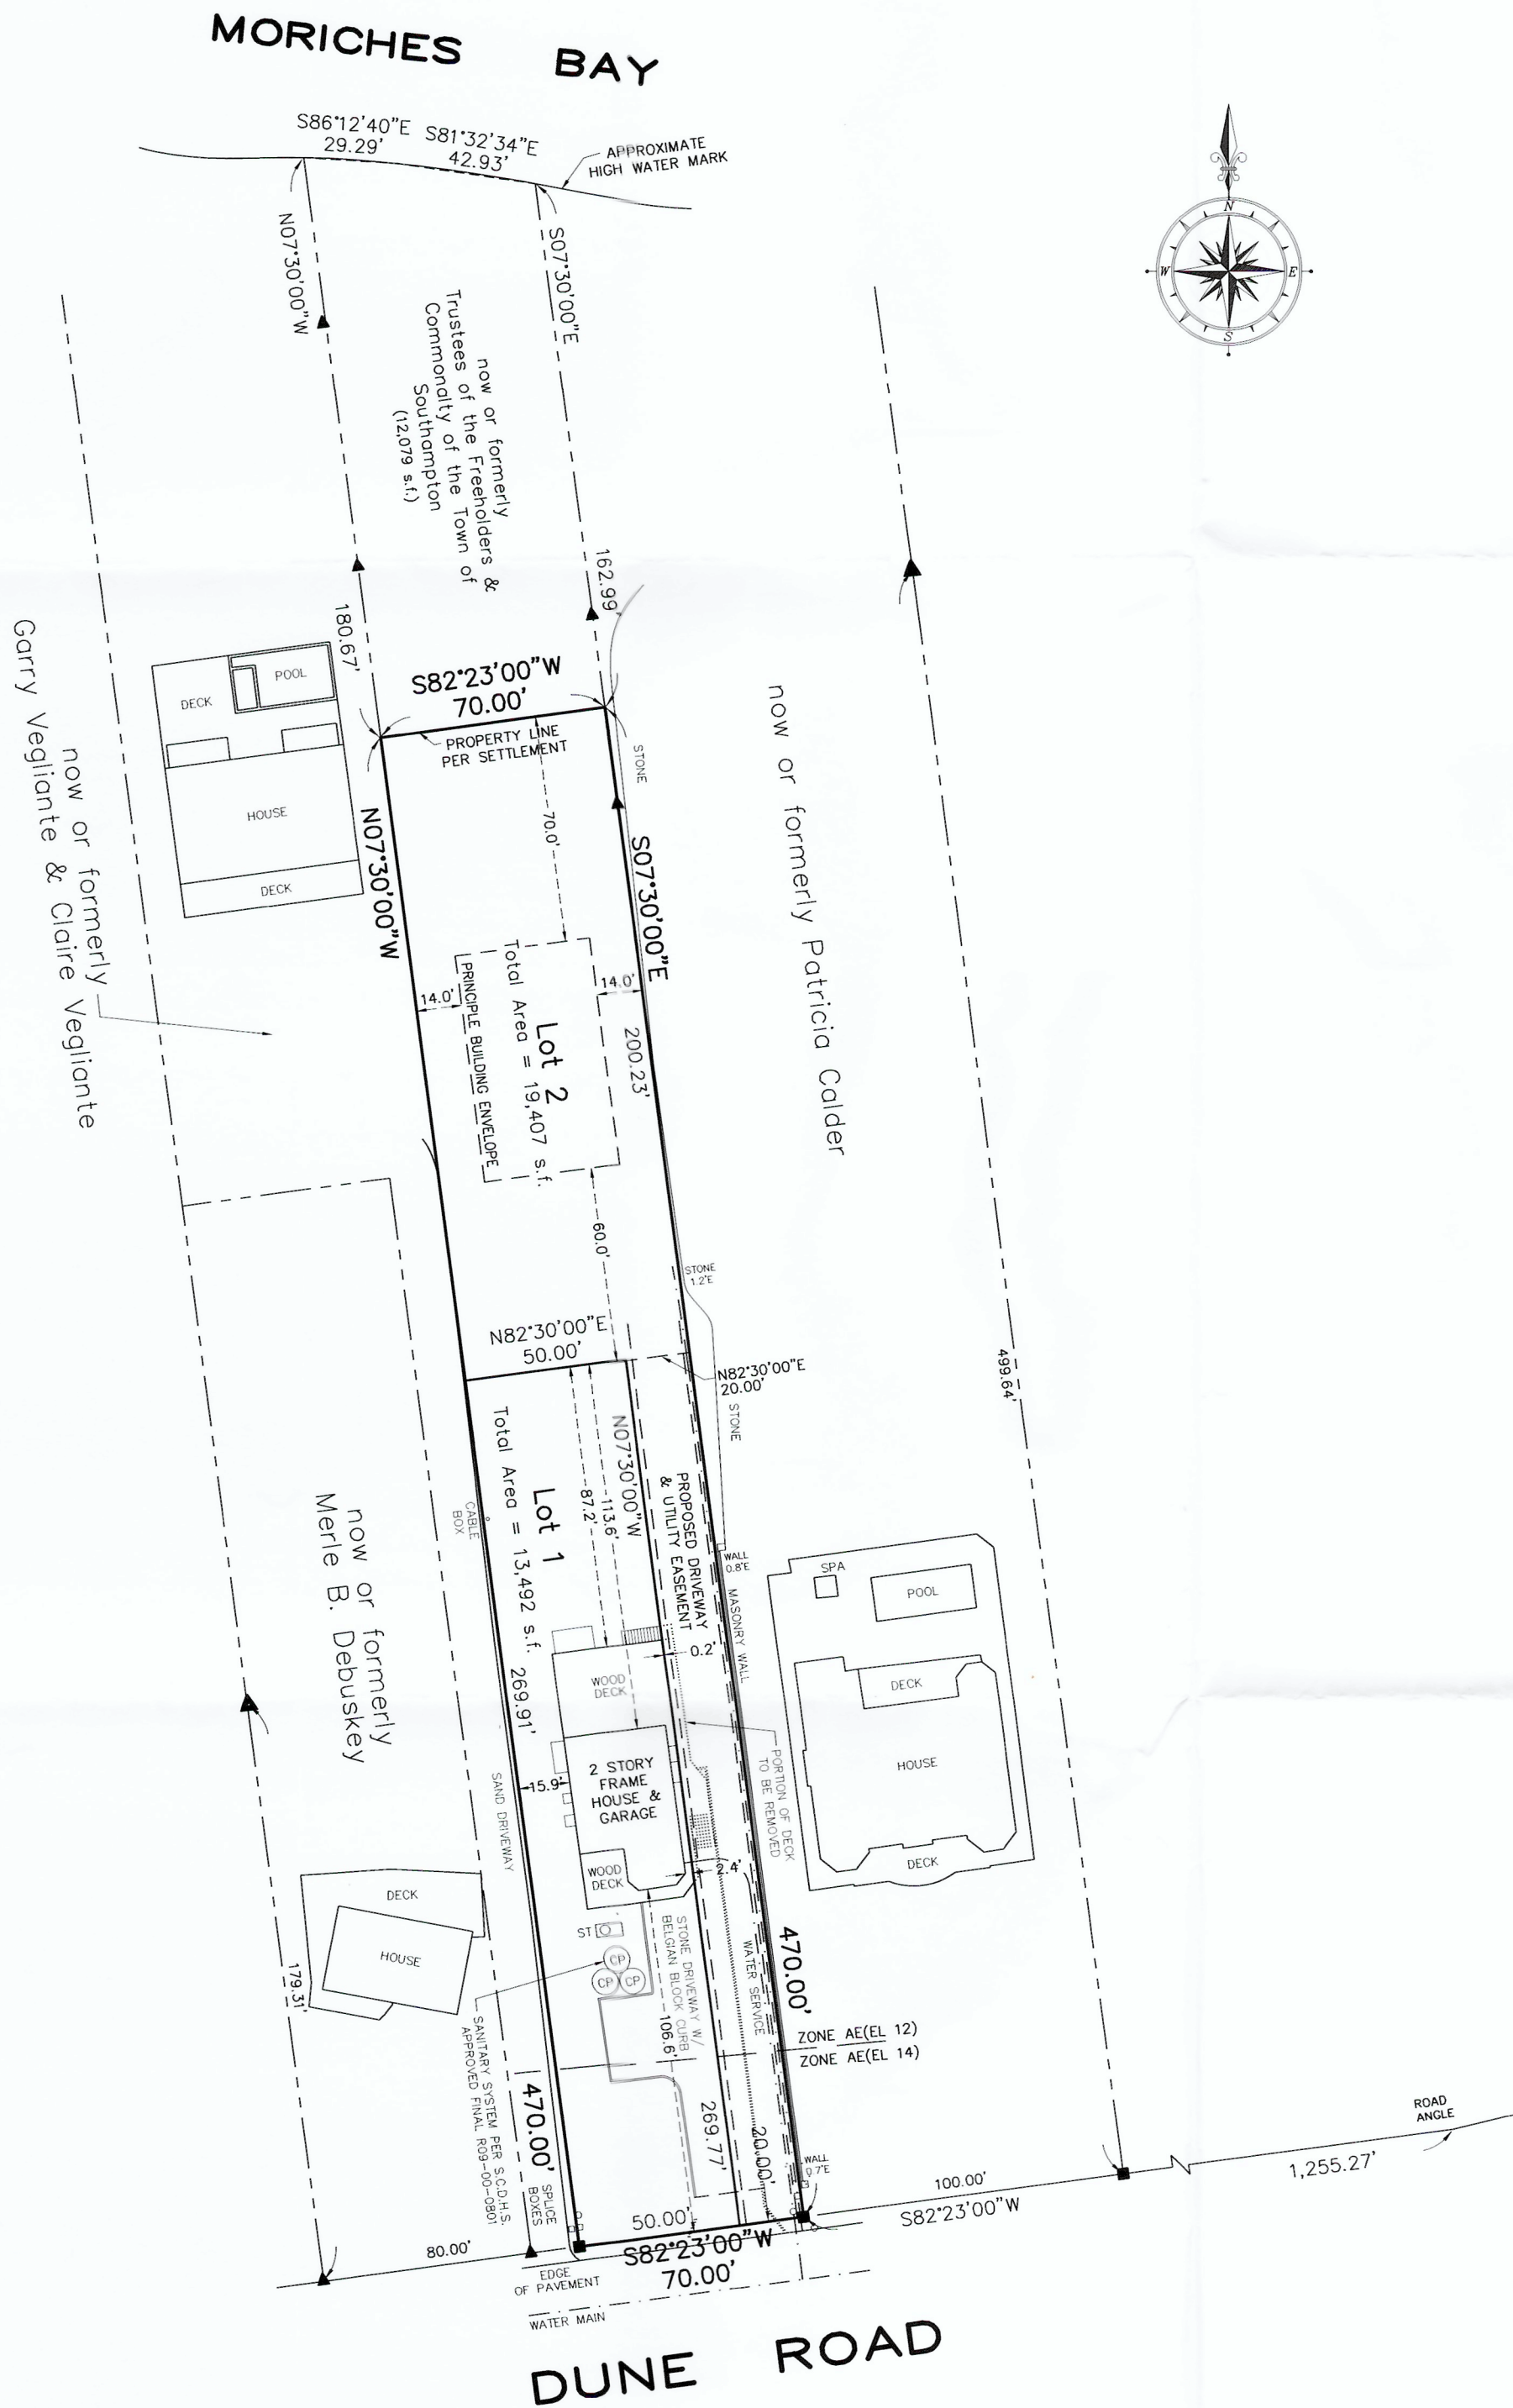 MORICHES BAY
S86°12'40"E
29.29'
S81°32'34"E
42.93'
APPROXIMATE
HIGH WATER MARK
N
W
E
S
N07°30'00"W
S07°30'00"E
now or formerly
Trustees of the Freeholders &
Commonalty of the Town of
Southampton
(12,079 s.f.)
162.99'
180.67'
S82°23'00"W
70.00'
PROPERTY LINE
PER SETTLEMENT
POOL
DECK
HOUSE
DECK
now or formerly
Garry Vegliante & Claire Vegliante
STONE
now or formerly Patricia Calder
70.0'
N07°30'00"W
S07°30'00"E
200.23'
14.0'
14.0'
Lot 2
Total Area = 19,407 s.f.
PRINCIPLE BUILDING ENVELOPE
60.0'
STONE
1.2'E
N82°30'00"E
50.00'
N82°30'00"E
20.00'
STONE
499.64'
N07°30'00"W
113.6'
87.2'
Lot 1
Total Area = 13,492 s.f.
269.91'
CABLE
BOX
now or formerly
Merle B. Debuskey
PROPOSED DRIVEWAY
& UTILITY EASEMENT
WALL
0.8'E
MASONRY WALL
SPA
POOL
DECK
HOUSE
DECK
0.2'
WOOD
DECK
2 STORY
FRAME
HOUSE &
GARAGE
WOOD
DECK
15.9'
SAND DRIVEWAY
PORTION OF DECK
TO BE REMOVED
2.4'
DECK
HOUSE
179.31'
ST
CP
CP
CP
STONE DRIVEWAY W/
BELGIAN BLOCK CURB
106.6'
WATER SERVICE
470.00'
ZONE AE(EL 12)
ZONE AE(EL 14)
SANITARY SYSTEM PER S.C.D.H.S.
APPROVED FINAL R09-00-0801
470.00'
SPLICE
BOXES
269.77'
20.00'
WALL
0.7'E
ROAD
ANGLE
1,255.27'
100.00'
S82°23'00"W
50.00'
S82°23'00"W
70.00'
80.00'
EDGE
OF PAVEMENT
WATER MAIN
DUNE ROAD